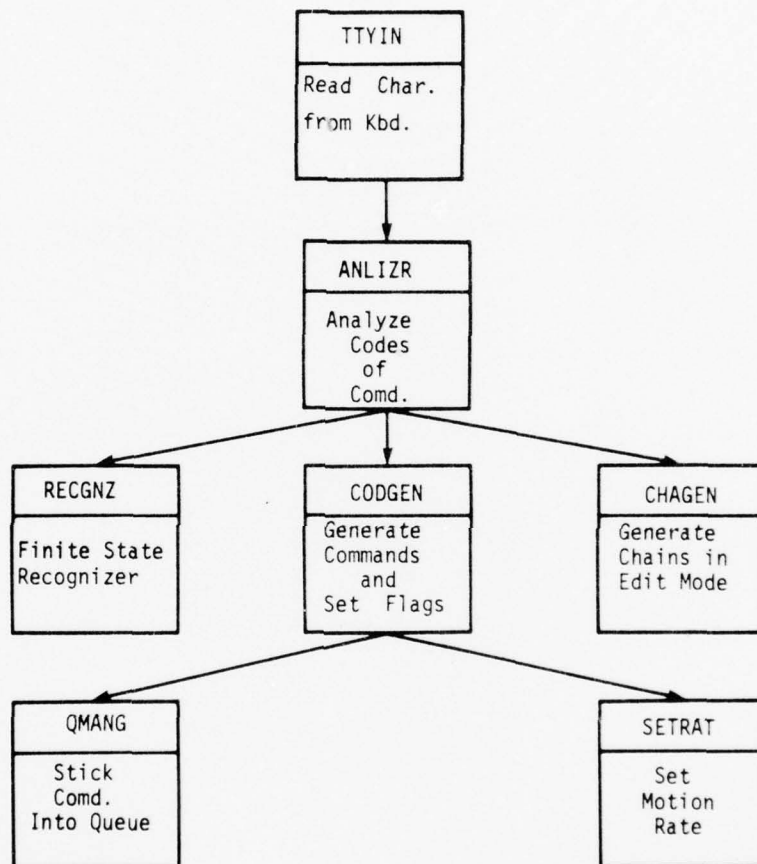 TTYIN
Read Char.
from Kbd.
ANLIZR
Analyze
Codes
of
Comd.
RECGNZ
Finite State
Recognizer
CODGEN
Generate
Commands
and
Set Flags
CHAGEN
Generate
Chains in
Edit Mode
QMANG
Stick
Comd.
Into Queue
SETRAT
Set
Motion
Rate